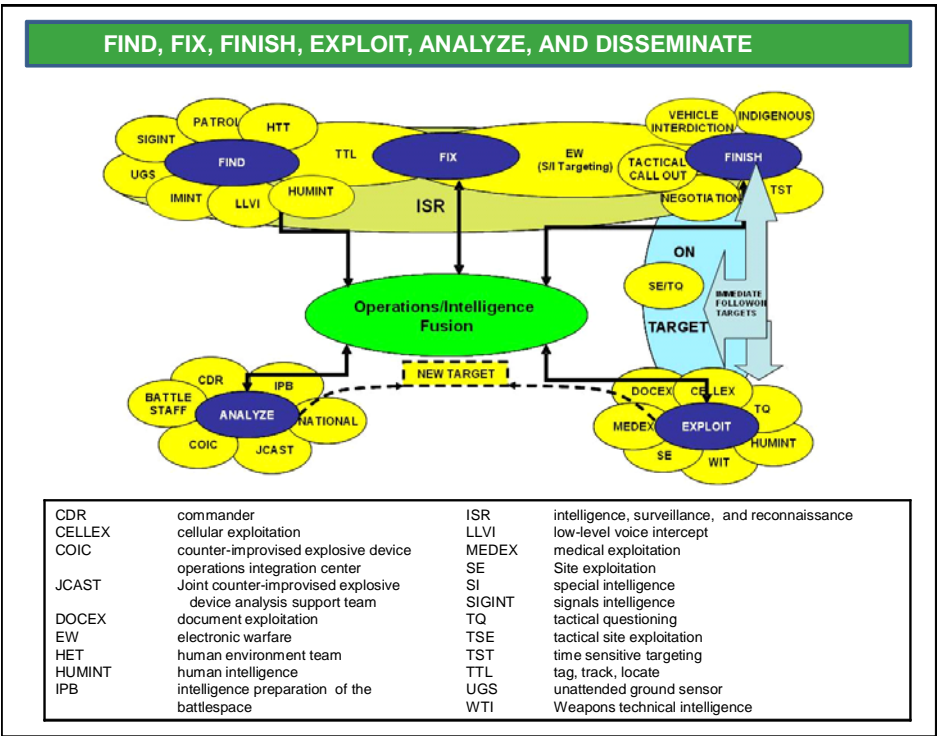 FIND, FIX, FINISH, EXPLOIT, ANALYZE, AND DISSEMINATE
SIGINT
PATROL
HTT
UGS
FIND
IMINT
LLVI
HUMINT
TTL
FIX
ISR
EW
(S/I Targeting)
VEHICLE
INTERDICTION
INDIGENOUS
TACTICAL
CALL OUT
FINISH
NEGOTIATION
TST
ON
SE/TQ
TARGET
IMMEDIATE
FOLLOWON
TARGETS
Operations/Intelligence
Fusion
NEW TARGET
CDR
IPB
BATTLE
STAFF
ANALYZE
NATIONAL
COIC
JCAST
DOCEX
CELLEX
TQ
MEDEX
EXPLOIT
HUMINT
SE
WIT
CDR commander
CELLEX cellular exploitation
COIC counter-improvised explosive device
operations integration center
JCAST Joint counter-improvised explosive
device analysis support team
DOCEX document exploitation
EW electronic warfare
HET human environment team
HUMINT human intelligence
IPB intelligence preparation of the
battlespace
ISR intelligence, surveillance, and reconnaissance
LLVI low-level voice intercept
MEDEX medical exploitation
SE Site exploitation
SI special intelligence
SIGINT signals intelligence
TQ tactical questioning
TSE tactical site exploitation
TST time sensitive targeting
TTL tag, track, locate
UGS unattended ground sensor
WTI Weapons technical intelligence